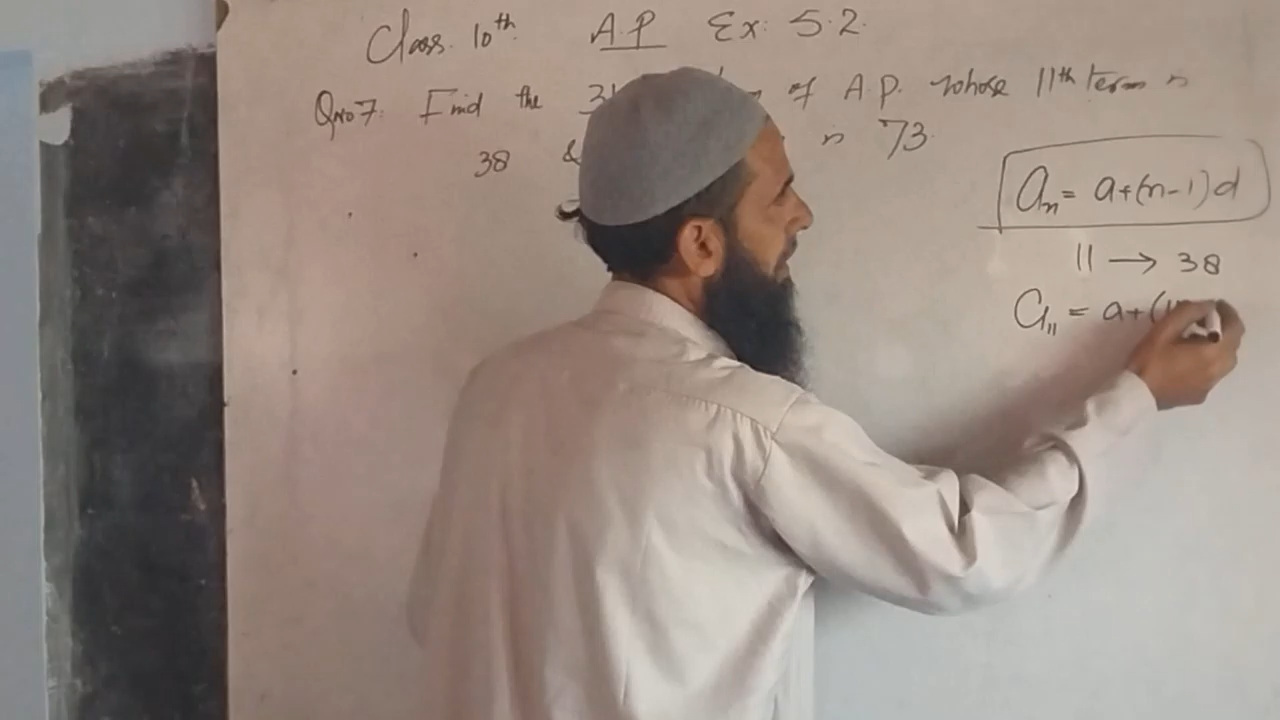 Class. 10th. A.P Ex: 5.2.
Qno7: Find the 31 of A.P. whose 11th term is
38 & is 73.
an = a+(n-1)d
11 → 38
a11 = a+(11